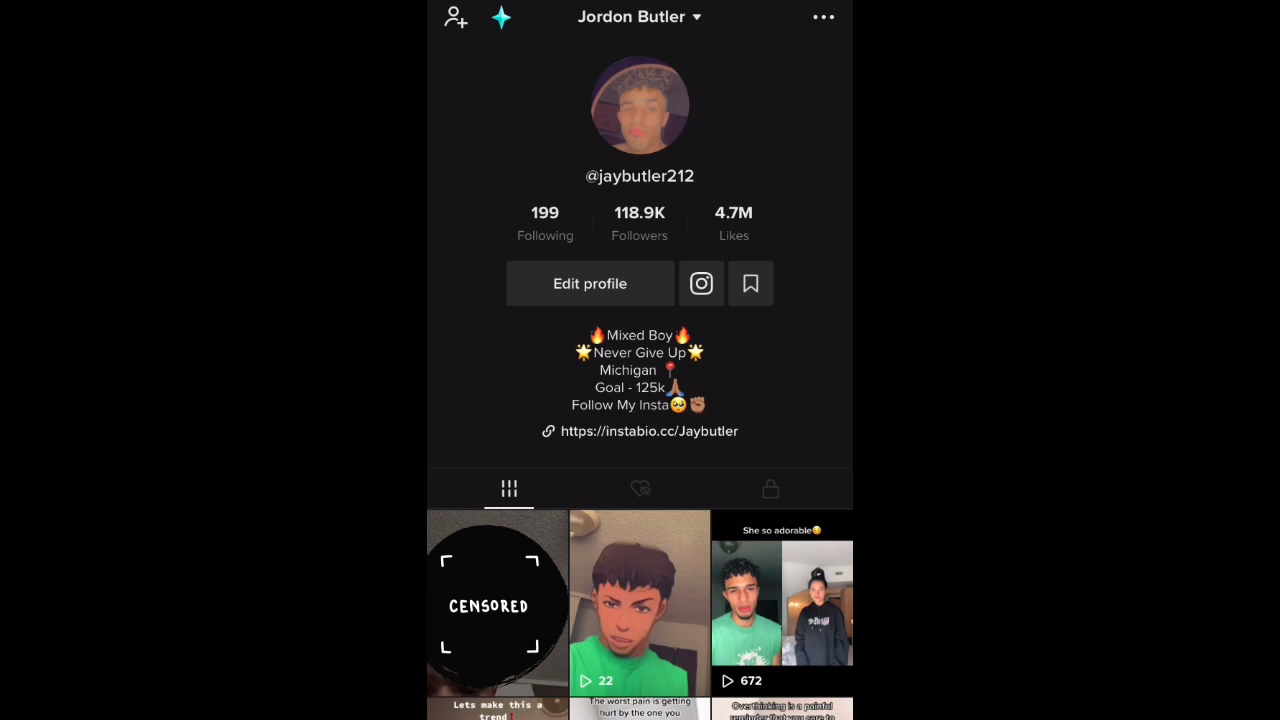 Jordon Butler
@jaybutler212
199 118.9K 4.7M
Following Followers Likes
Edit profile
🔥Mixed Boy🔥
🌟Never Give Up🌟
Michigan 📍
Goal - 125k🙏🏽
Follow My Insta🥺✊🏽
https://instabio.cc/Jaybutler
CENSORED
22
She so adorable😊
672
Lets make this a
trend❗
The worst pain is getting
hurt by the one you
Overthinking is a painful
reminder that you care to